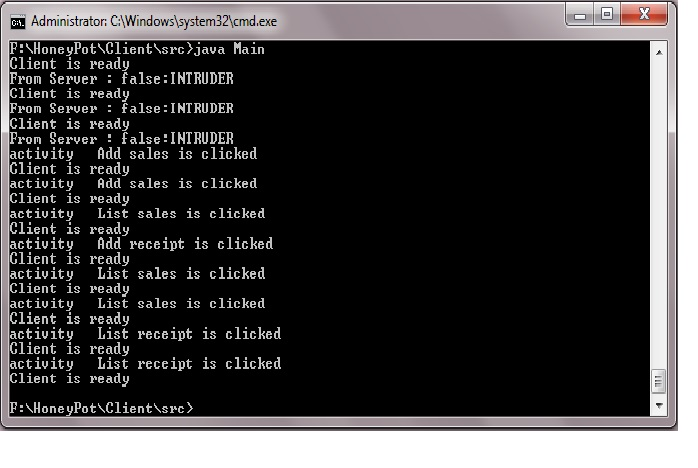 Administrator: C:\Windows\system32\cmd.exe
F:\HoneyPot\Client\src>java Main
Client is ready
From Server : false:INTRUDER
Client is ready
From Server : false:INTRUDER
Client is ready
From Server : false:INTRUDER
activity   Add sales is clicked
Client is ready
activity   Add sales is clicked
Client is ready
activity   List sales is clicked
Client is ready
activity   Add receipt is clicked
Client is ready
activity   List sales is clicked
Client is ready
activity   List sales is clicked
Client is ready
activity   List receipt is clicked
Client is ready
activity   List receipt is clicked
Client is ready
F:\HoneyPot\Client\src>